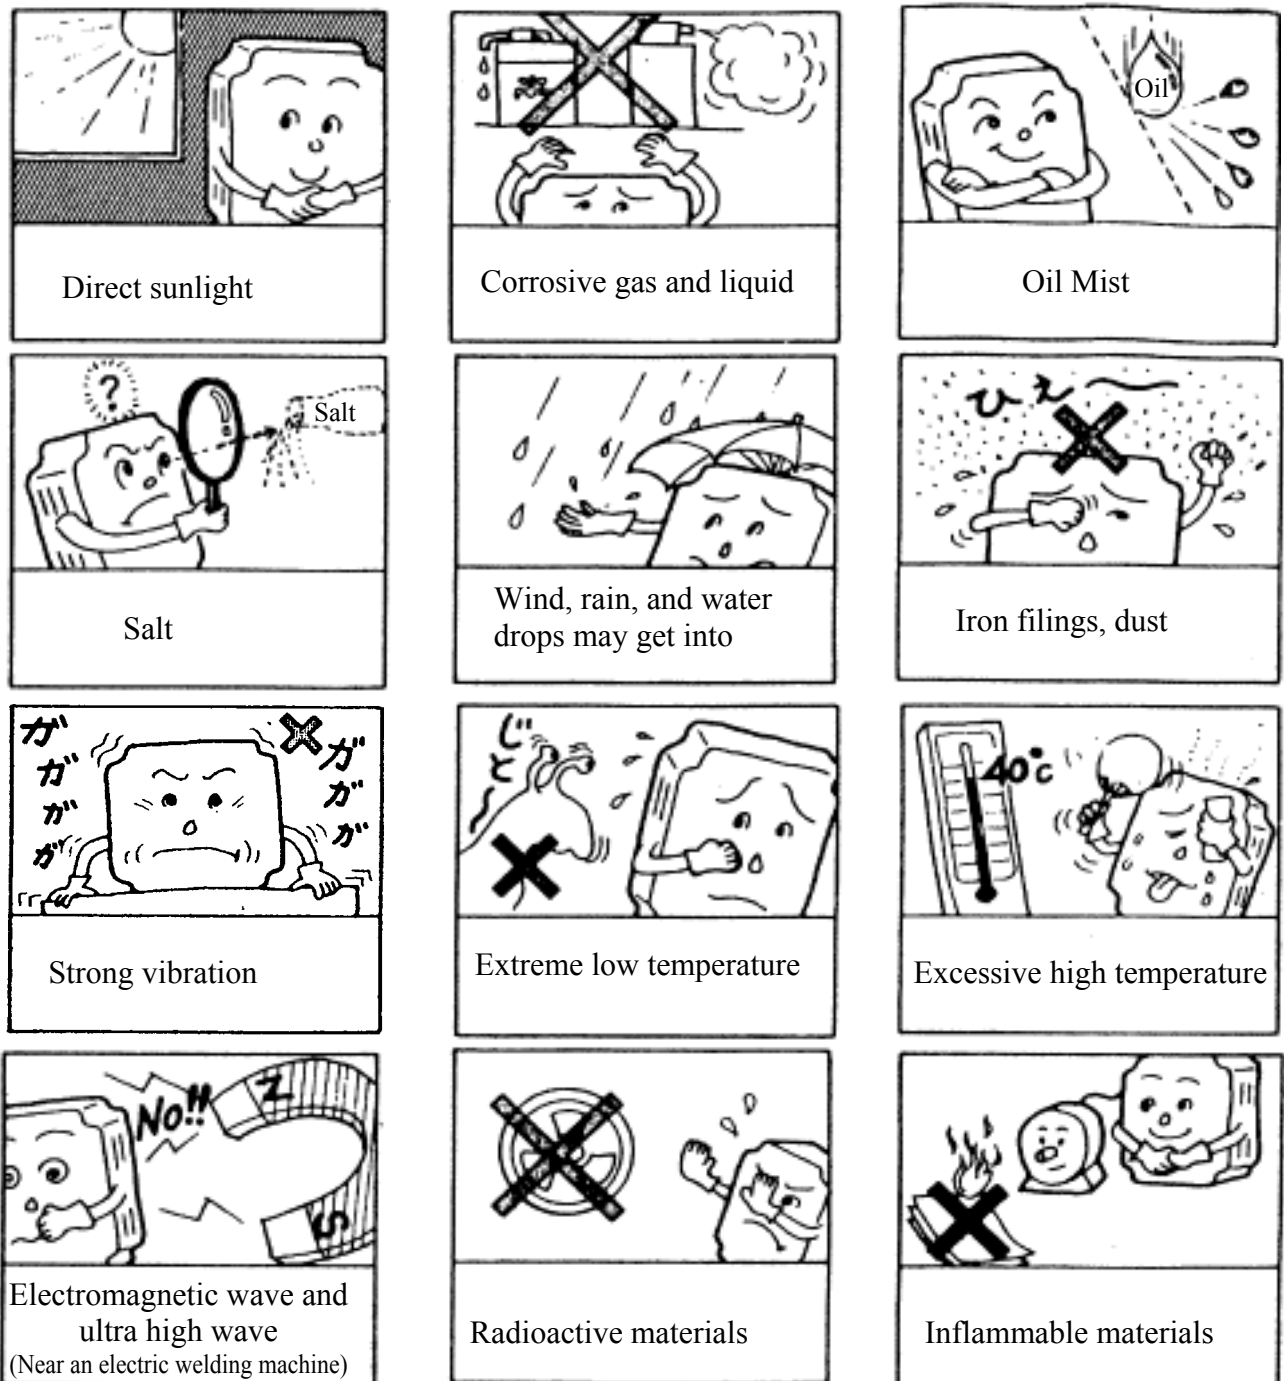 Direct sunlight
Corrosive gas and liquid
Oil
Oil Mist
?
Salt
Salt
Wind, rain, and water
drops may get into
ひえ〜
Iron filings, dust
ガ
ガ
ガ
ガ
ガ
ガ
ガ
Strong vibration
じ
と
Extreme low temperature
40°C
Excessive high temperature
No!!
N
S
Electromagnetic wave and
ultra high wave
(Near an electric welding machine)
Radioactive materials
Inflammable materials